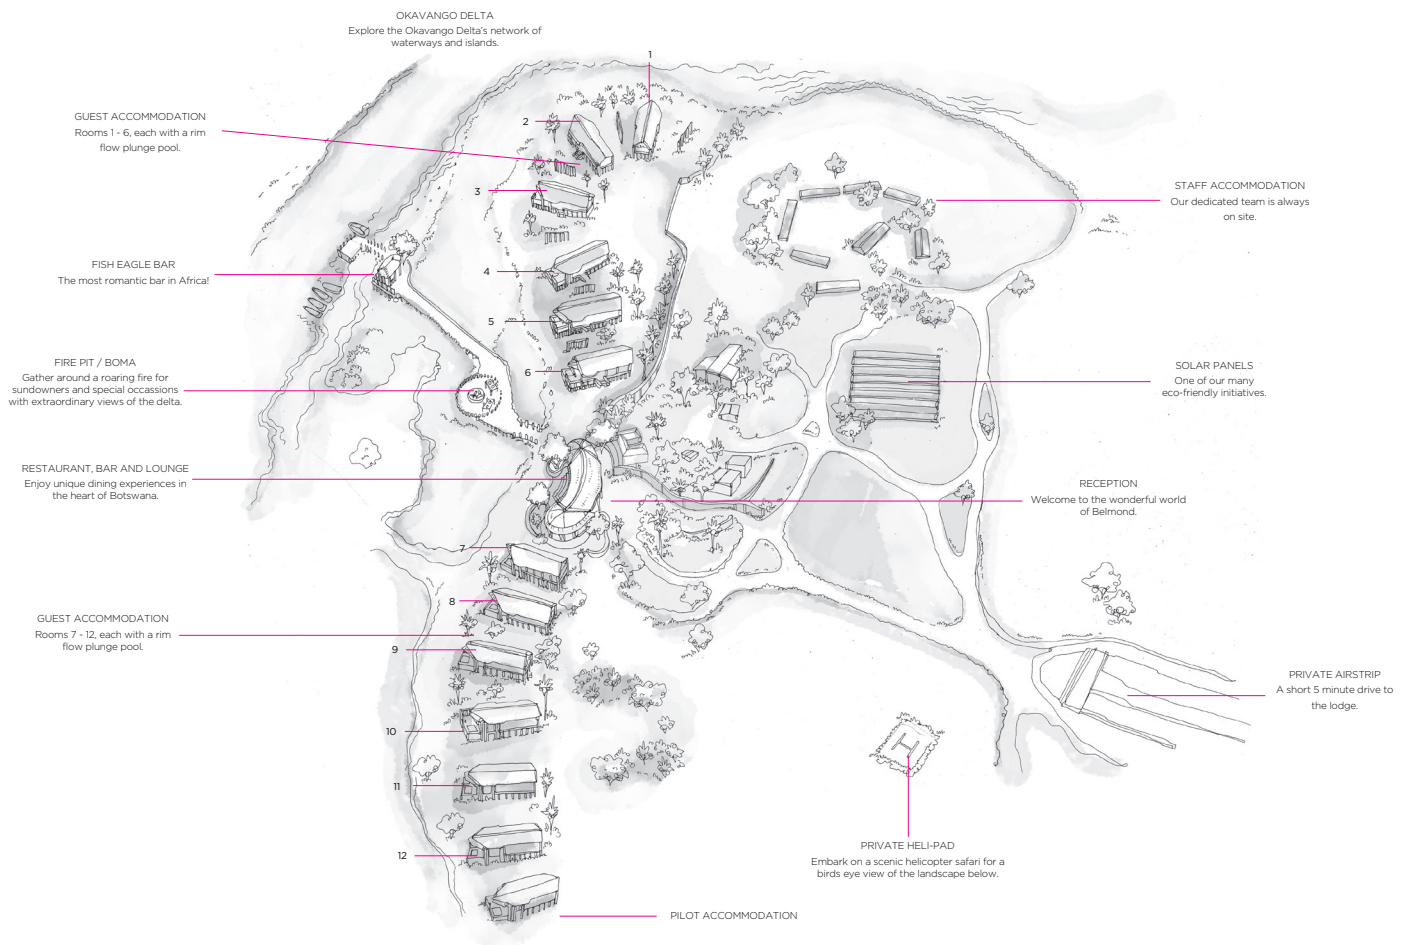 OKAVANGO DELTA
Explore the Okavango Delta's network of
waterways and islands.
1
GUEST ACCOMMODATION
Rooms 1 - 6, each with a rim
flow plunge pool.
2
3
STAFF ACCOMMODATION
Our dedicated team is always
on site.
FISH EAGLE BAR
The most romantic bar in Africa!
4
5
FIRE PIT / BOMA
Gather around a roaring fire for
sundowners and special occassions
with extraordinary views of the delta.
6
SOLAR PANELS
One of our many
eco-friendly initiatives.
RESTAURANT, BAR AND LOUNGE
Enjoy unique dining experiences in
the heart of Botswana.
RECEPTION
Welcome to the wonderful world
of Belmond.
7
8
GUEST ACCOMMODATION
Rooms 7 - 12, each with a rim
flow plunge pool.
9
PRIVATE AIRSTRIP
A short 5 minute drive to
the lodge.
10
H
11
PRIVATE HELI-PAD
Embark on a scenic helicopter safari for a
birds eye view of the landscape below.
12
PILOT ACCOMMODATION